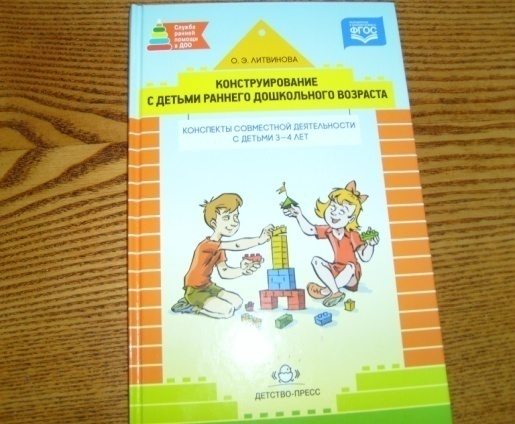 Служба
ранней
помощи
в ДОО
ФГОС
О. Э. ЛИТВИНОВА
КОНСТРУИРОВАНИЕ
С ДЕТЬМИ РАННЕГО ДОШКОЛЬНОГО ВОЗРАСТА
КОНСПЕКТЫ СОВМЕСТНОЙ ДЕЯТЕЛЬНОСТИ
С ДЕТЬМИ 3–4 ЛЕТ
ДЕТСТВО-ПРЕСС